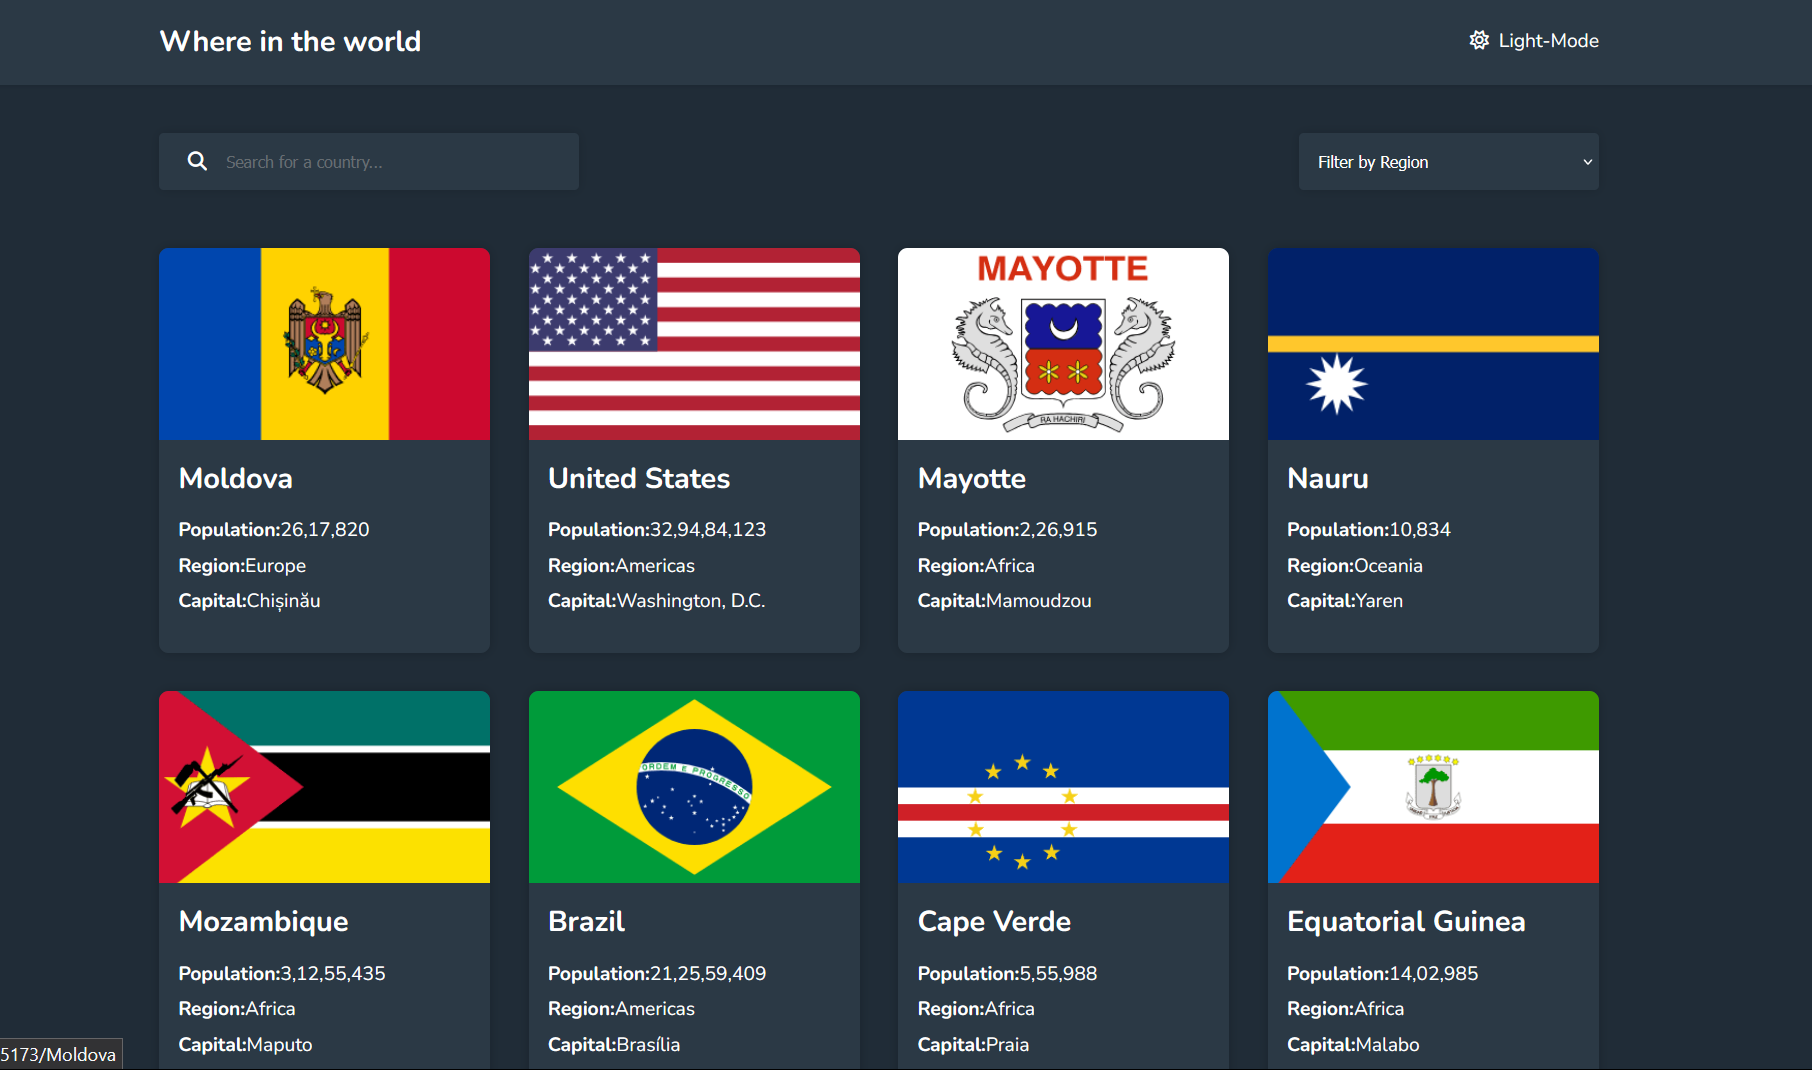 Where in the world
Light-Mode
Search for a country...
Filter by Region
MAYOTTE
RA HACHIRI
Moldova
United States
Mayotte
Nauru
Population:26,17,820
Population:32,94,84,123
Population:2,26,915
Population:10,834
Region:Europe
Region:Americas
Region:Africa
Region:Oceania
Capital:Chișinău
Capital:Washington, D.C.
Capital:Mamoudzou
Capital:Yaren
ORDEM E PROGRESSO
Mozambique
Brazil
Cape Verde
Equatorial Guinea
Population:3,12,55,435
Population:21,25,59,409
Population:5,55,988
Population:14,02,985
Region:Africa
Region:Americas
Region:Africa
Region:Africa
Capital:Maputo
Capital:Brasília
Capital:Praia
Capital:Malabo
5173/Moldova